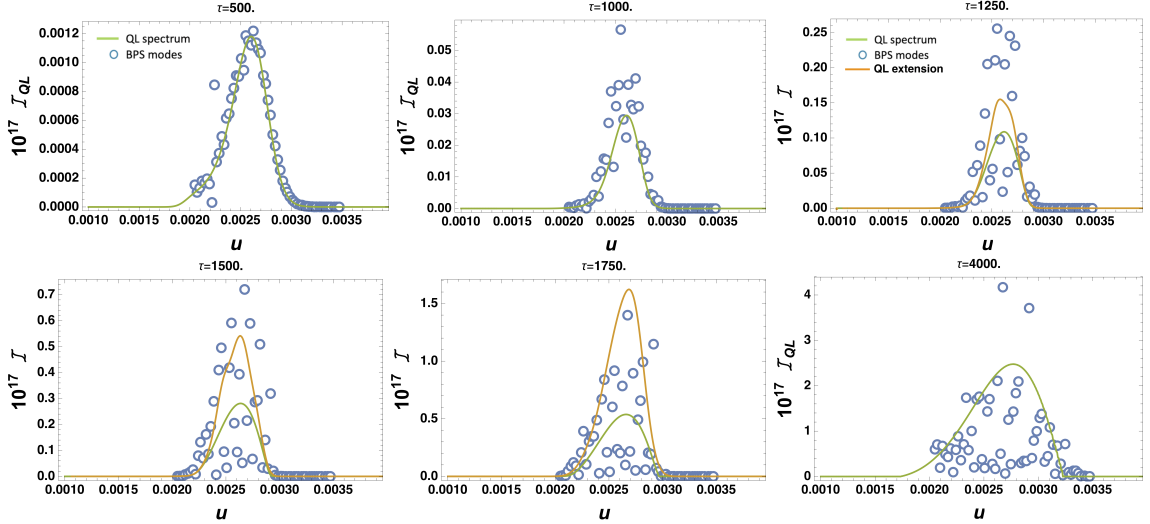 τ=500.
10^17 I_QL
0.0012
0.0010
0.0008
0.0006
0.0004
0.0002
0.0000
QL spectrum
BPS modes
0.0010 0.0015 0.0020 0.0025 0.0030 0.0035
u
τ=1000.
10^17 I_QL
0.05
0.04
0.03
0.02
0.01
0.00
0.0010 0.0015 0.0020 0.0025 0.0030 0.0035
u
τ=1250.
10^17 I
0.25
0.20
0.15
0.10
0.05
0.00
QL spectrum
BPS modes
QL extension
0.0010 0.0015 0.0020 0.0025 0.0030 0.0035
u
τ=1500.
10^17 I
0.7
0.6
0.5
0.4
0.3
0.2
0.1
0.0
0.0010 0.0015 0.0020 0.0025 0.0030 0.0035
u
τ=1750.
10^17 I
1.5
1.0
0.5
0.0
0.0010 0.0015 0.0020 0.0025 0.0030 0.0035
u
τ=4000.
10^17 I_QL
4
3
2
1
0
0.0010 0.0015 0.0020 0.0025 0.0030 0.0035
u